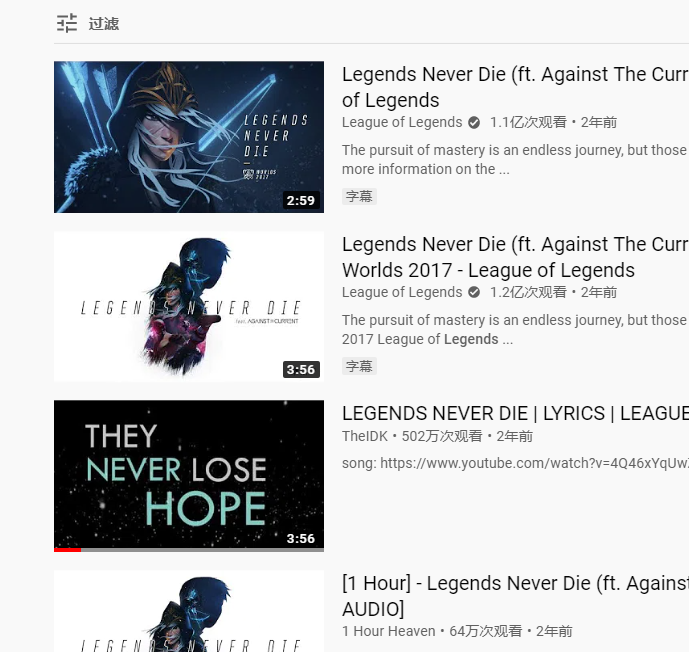 过滤
LEGENDS
NEVER
DIE
WORLDS
2017
2:59
Legends Never Die (ft. Against The Curr
of Legends
League of Legends 1.1亿次观看 • 2年前
The pursuit of mastery is an endless journey, but those
more information on the ...
字幕
LEGENDS NEVER DIE
feat. AGAINST THE CURRENT
3:56
Legends Never Die (ft. Against The Curr
Worlds 2017 - League of Legends
League of Legends 1.2亿次观看 • 2年前
The pursuit of mastery is an endless journey, but those
2017 League of Legends ...
字幕
THEY
NEVER LOSE
HOPE
3:56
LEGENDS NEVER DIE | LYRICS | LEAGUE
TheIDK • 502万次观看 • 2年前
song: https://www.youtube.com/watch?v=4Q46xYqUw
LEGENDS NEVER DIE
[1 Hour] - Legends Never Die (ft. Against
AUDIO]
1 Hour Heaven • 64万次观看 • 2年前